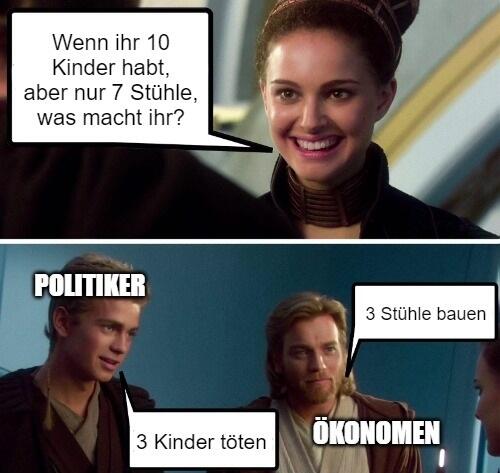 Wenn ihr 10
Kinder habt,
aber nur 7 Stühle,
was macht ihr?
POLITIKER
3 Stühle bauen
3 Kinder töten
ÖKONOMEN